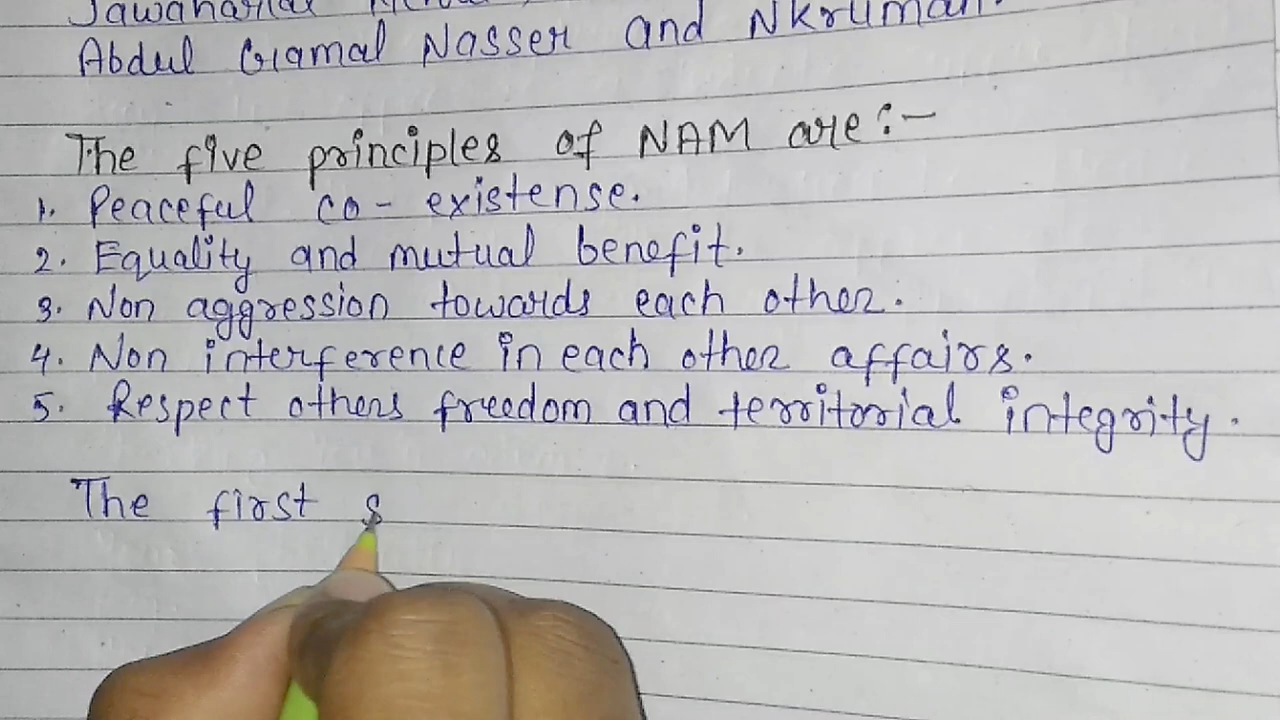 Jawaharlal
Abdul Gamal Nasser and Nkrumah.
The five principles of NAM are :-
1. Peaceful co - existense.
2. Equality and mutual benefit.
3. Non aggression towards each other.
4. Non interference in each other affairs.
5. Respect others freedom and territorial integrity.
The first s